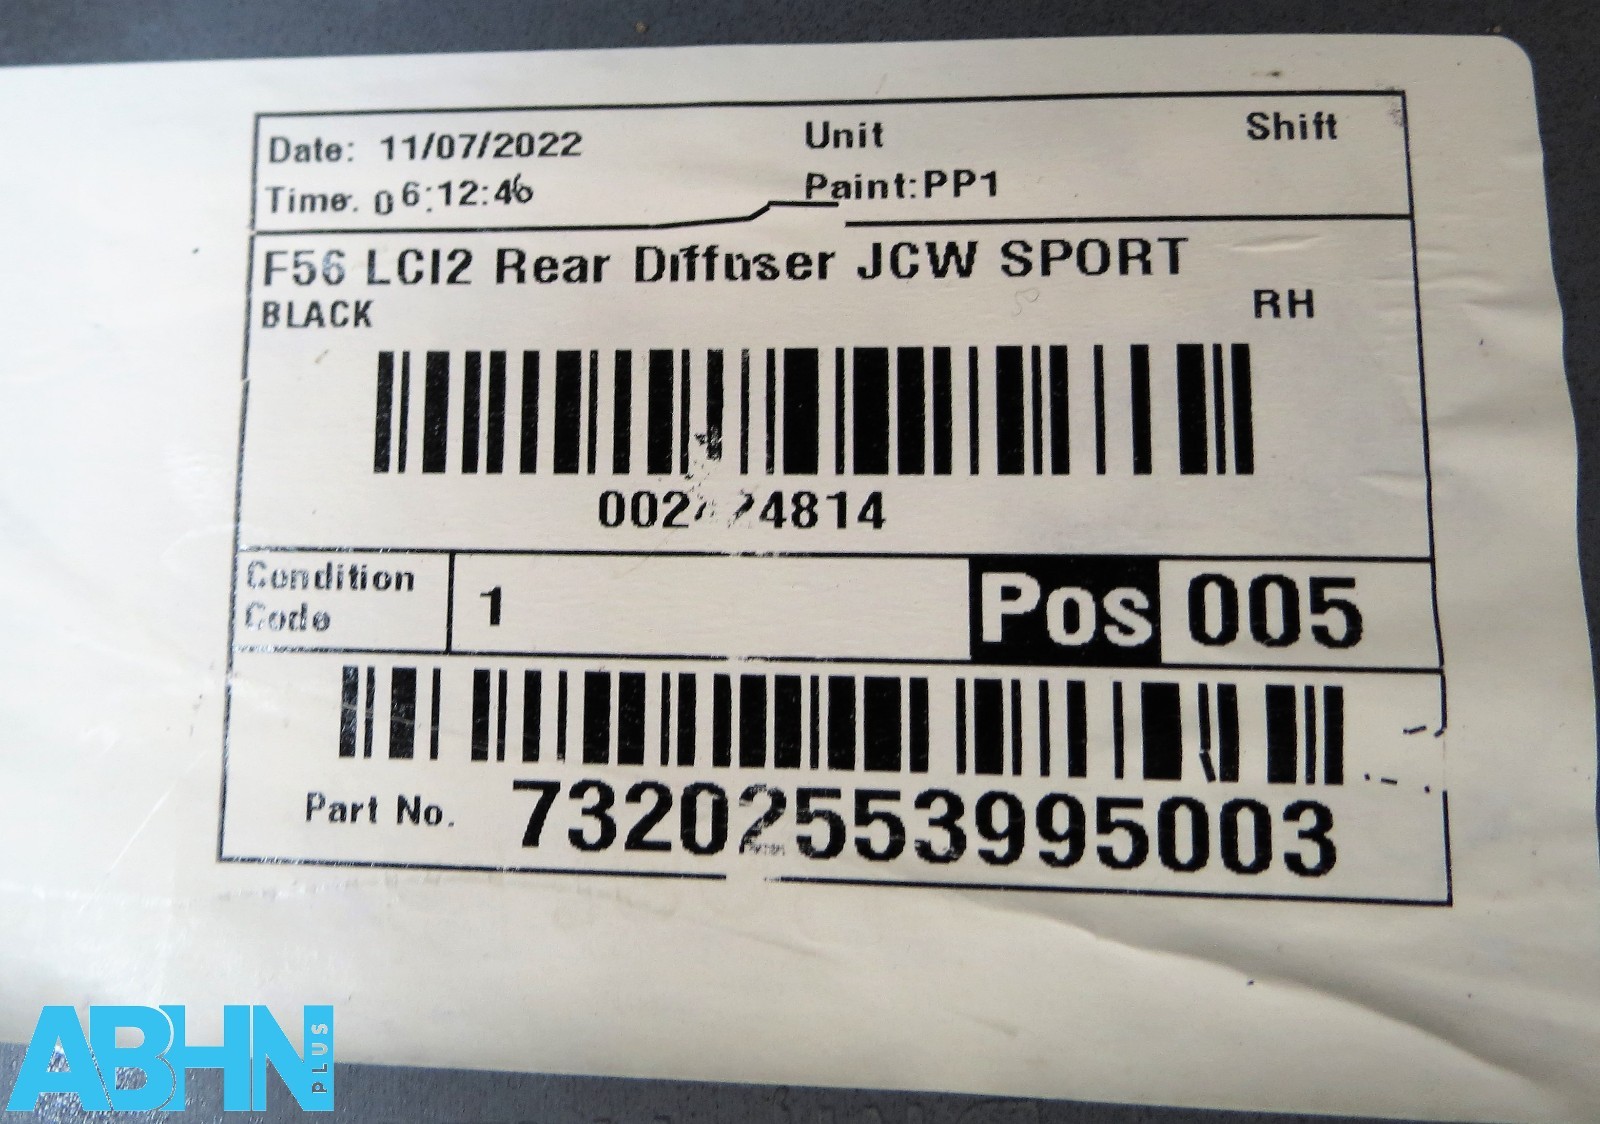 Date: 11/07/2022 Unit Shift
Time. 06:12:46 Paint:PP1
F56 LCI2 Rear Diffuser JCW SPORT
BLACK RH
Condition Code 1 Pos 005
Part No. 73202553995003
ABHN PLUS